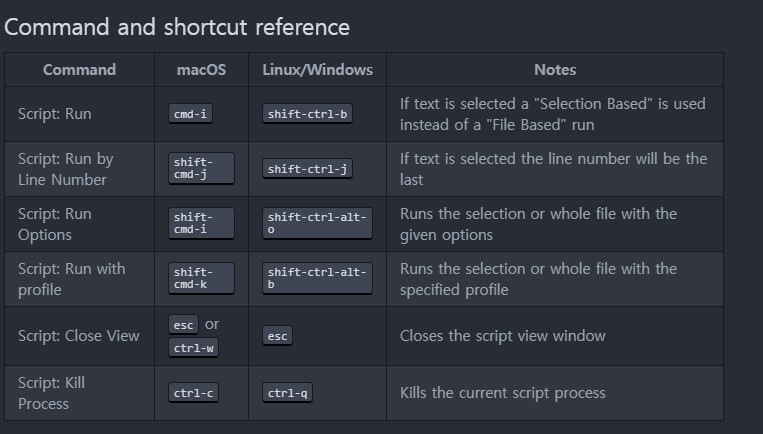 Command and shortcut reference
Command macOS Linux/Windows Notes
Script: Run cmd-i shift-ctrl-b If text is selected a "Selection Based" is used
instead of a "File Based" run
Script: Run by
Line Number shift-
cmd-j shift-ctrl-j If text is selected the line number will be the
last
Script: Run
Options shift-
cmd-i shift-ctrl-alt-
o Runs the selection or whole file with the
given options
Script: Run with
profile shift-
cmd-k shift-ctrl-alt-
b Runs the selection or whole file with the
specified profile
Script: Close View esc or
ctrl-w esc Closes the script view window
Script: Kill
Process ctrl-c ctrl-q Kills the current script process